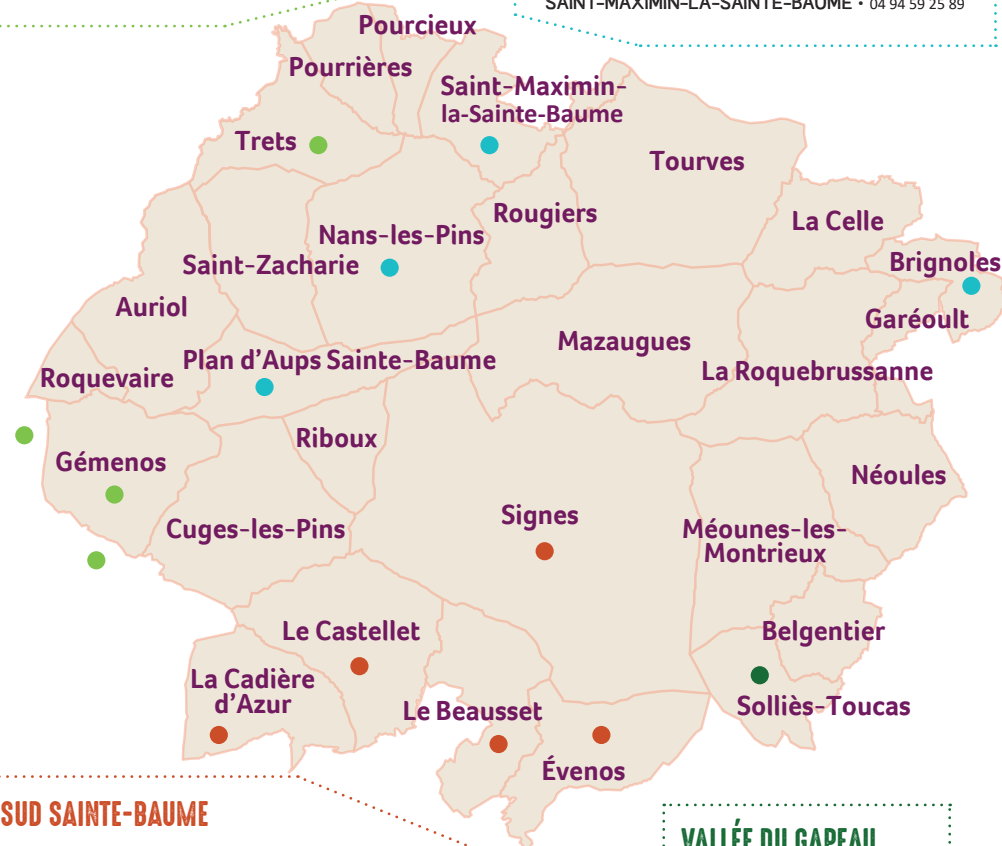 SAINT-MAXIMIN-LA-SAINTE-BAUME • 04 94 59 25 89
Pourcieux
Pourrières
Saint-Maximin-
la-Sainte-Baume
Trets
Tourves
Rougiers
La Celle
Nans-les-Pins
Saint-Zacharie
Brignoles
Auriol
Garéoult
Mazaugues
Plan d'Aups Sainte-Baume
La Roquebrussanne
Roquevaire
Riboux
Gémenos
Néoules
Signes
Cuges-les-Pins
Méounes-les-
Montrieux
Le Castellet
Belgentier
La Cadière
d'Azur
Le Beausset
Solliès-Toucas
Évenos
SUD SAINTE-BAUME
VALLÉE DU GAPEAU